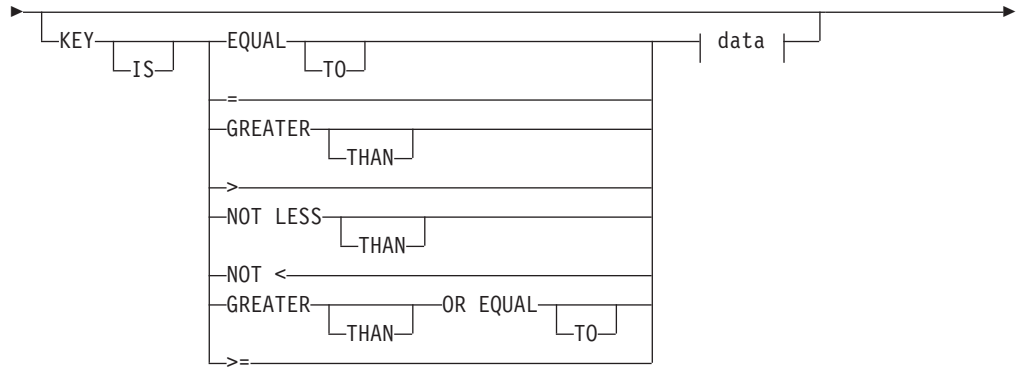 KEY EQUAL data
IS TO
=
GREATER
THAN
>
NOT LESS
THAN
NOT <
GREATER OR EQUAL
THAN TO
>=